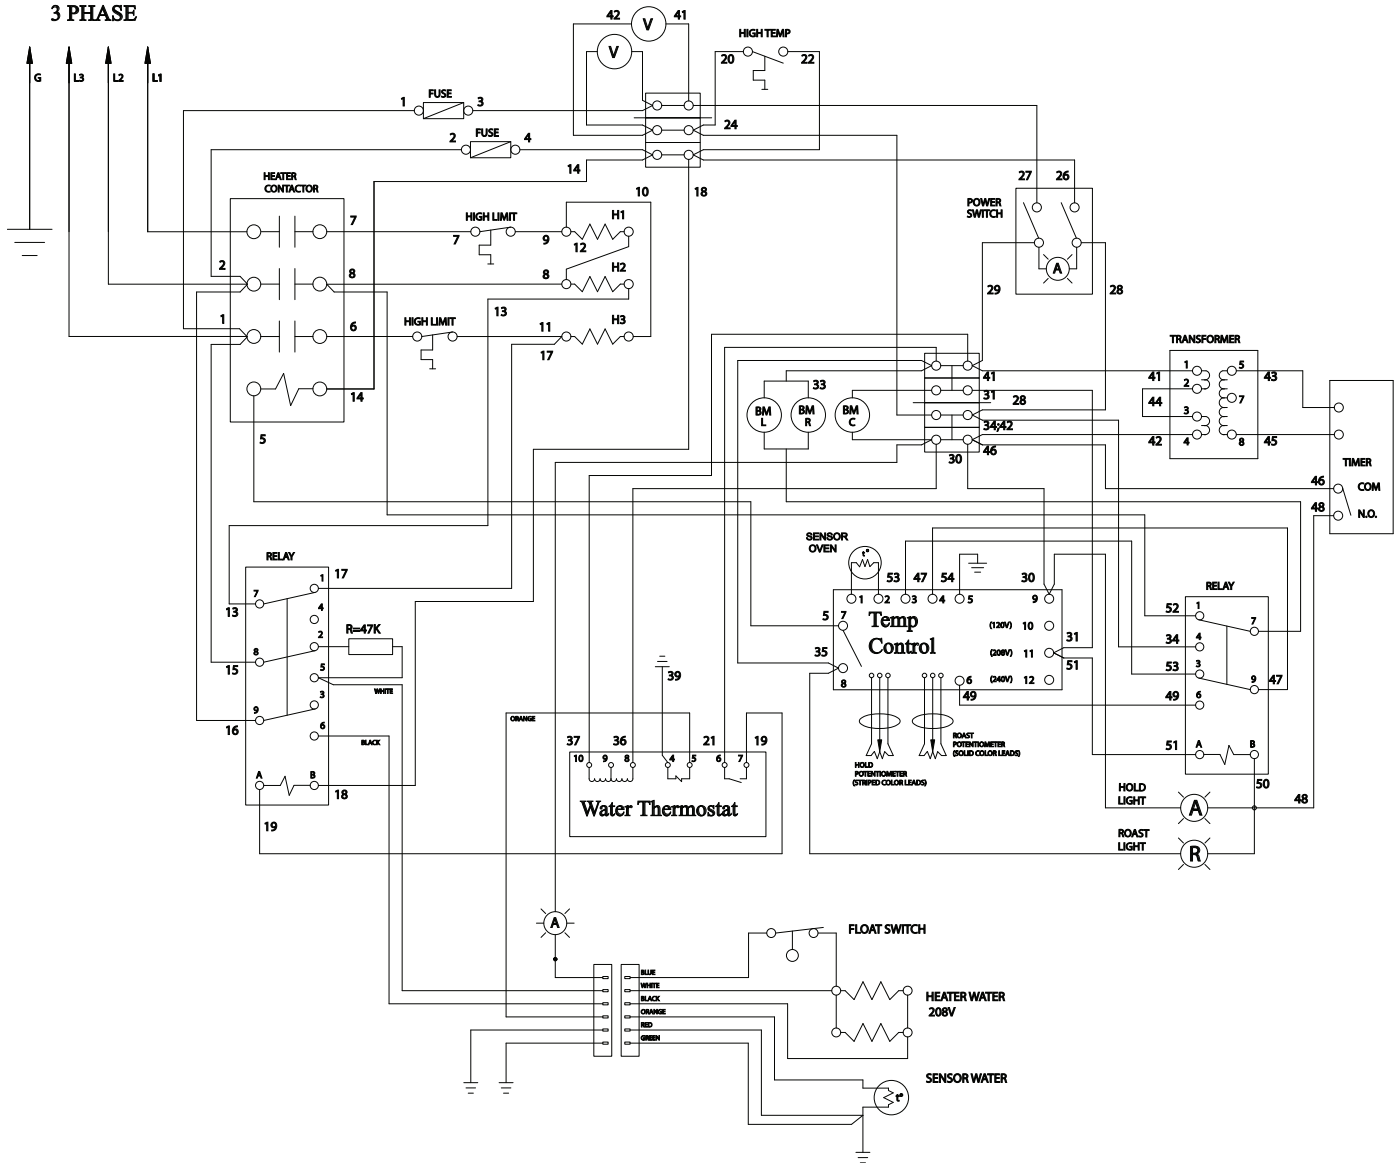 3 PHASE
42
41
V
V
HIGH TEMP
20
22
G
L3
L2
L1
FUSE
1
3
FUSE
2
4
24
14
18
HEATER
CONTACTOR
10
27
26
POWER
SWITCH
7
HIGH LIMIT
7
9
H1
12
2
8
8
H2
A
29
28
13
1
6
HIGH LIMIT
11
H3
17
TRANSFORMER
14
5
33
BM
L
BM
R
BM
C
41
31
28
34;42
46
30
41
1
2
44
3
42
4
5
43
7
8
45
TIMER
46
COM
48
N.O.
SENSOR
OVEN
t°
RELAY
1
17
7
13
4
2
R=47K
8
15
5
WHITE
3
9
16
6
BLACK
A
B
18
19
53
47
54
30
1
2
3
4
5
9
5
7
Temp
Control
(120V)
10
31
(208V)
11
51
35
8
6
49
(240V)
12
HOLD
POTENTIOMETER
(STRIPED COLOR LEADS)
ROAST
POTENTIOMETER
(SOLID COLOR LEADS)
RELAY
52
1
7
34
4
53
3
9
47
49
6
51
A
B
50
39
ORANGE
37
36
21
19
10
9
8
4
5
6
7
Water Thermostat
HOLD
LIGHT
A
48
ROAST
LIGHT
R
A
BLUE
WHITE
BLACK
ORANGE
RED
GREEN
FLOAT SWITCH
HEATER WATER
208V
SENSOR WATER
t°